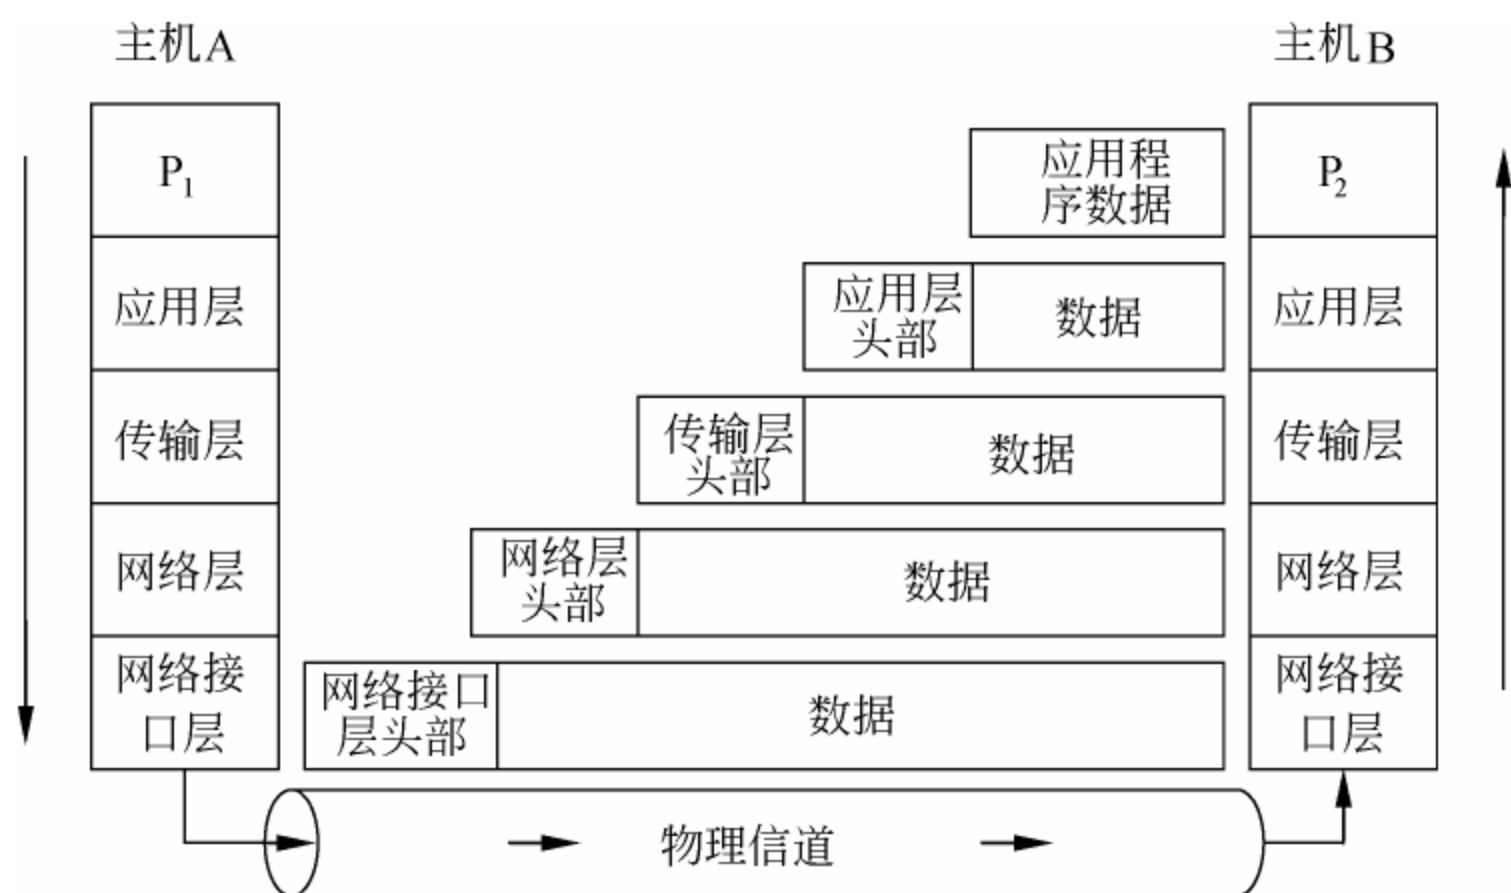 主机A
主机B
P1
应用程
序数据
P2
应用层
应用层
头部
数据
应用层
传输层
传输层
头部
数据
传输层
网络层
网络层
头部
数据
网络层
网络接
口层
网络接口
层头部
数据
网络接
口层
物理信道